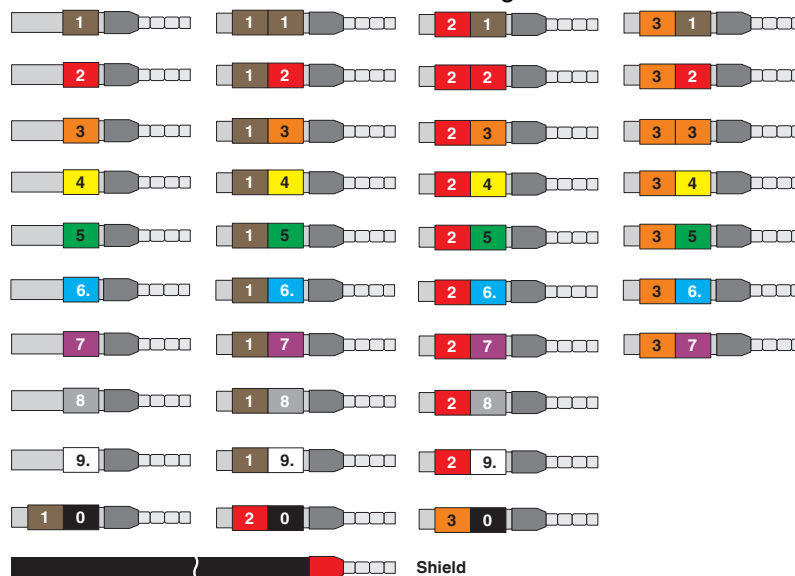 1 1 1 2 1 3 1
2 1 2 2 2 3 2
3 1 3 2 3 3 3
4 1 4 2 4 3 4
5 1 5 2 5 3 5
6. 1 6. 2 6. 3 6.
7 1 7 2 7 3 7
8 1 8 2 8
9. 1 9. 2 9.
1 0 2 0 3 0
Shield